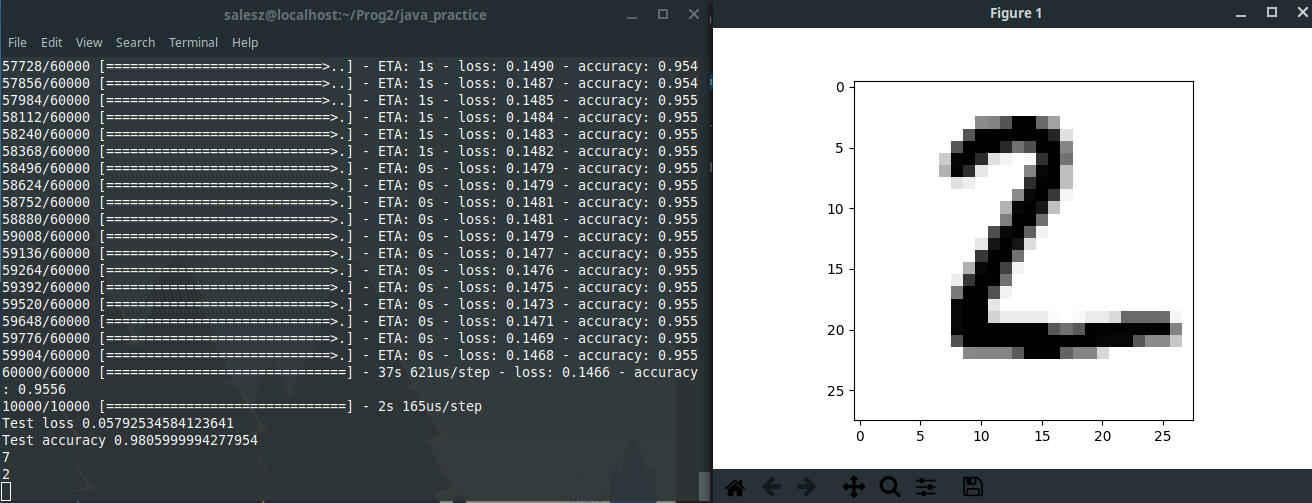 salesz@localhost:~/Prog2/java_practice
File Edit View Search Terminal Help
57728/60000 [============================>..] - ETA: 1s - loss: 0.1490 - accuracy: 0.954
57856/60000 [============================>..] - ETA: 1s - loss: 0.1487 - accuracy: 0.954
57984/60000 [============================>..] - ETA: 1s - loss: 0.1485 - accuracy: 0.955
58112/60000 [============================>.] - ETA: 1s - loss: 0.1484 - accuracy: 0.955
58240/60000 [============================>.] - ETA: 1s - loss: 0.1483 - accuracy: 0.955
58368/60000 [============================>.] - ETA: 1s - loss: 0.1482 - accuracy: 0.955
58496/60000 [============================>.] - ETA: 0s - loss: 0.1479 - accuracy: 0.955
58624/60000 [============================>.] - ETA: 0s - loss: 0.1479 - accuracy: 0.955
58752/60000 [============================>.] - ETA: 0s - loss: 0.1481 - accuracy: 0.955
58880/60000 [============================>.] - ETA: 0s - loss: 0.1481 - accuracy: 0.955
59008/60000 [============================>.] - ETA: 0s - loss: 0.1479 - accuracy: 0.955
59136/60000 [============================>.] - ETA: 0s - loss: 0.1477 - accuracy: 0.955
59264/60000 [============================>.] - ETA: 0s - loss: 0.1476 - accuracy: 0.955
59392/60000 [============================>.] - ETA: 0s - loss: 0.1475 - accuracy: 0.955
59520/60000 [============================>.] - ETA: 0s - loss: 0.1473 - accuracy: 0.955
59648/60000 [============================>.] - ETA: 0s - loss: 0.1471 - accuracy: 0.955
59776/60000 [============================>.] - ETA: 0s - loss: 0.1469 - accuracy: 0.955
59904/60000 [============================>.] - ETA: 0s - loss: 0.1468 - accuracy: 0.955
60000/60000 [==============================] - 37s 621us/step - loss: 0.1466 - accuracy
: 0.9556
10000/10000 [==============================] - 2s 165us/step
Test loss 0.05792534584123641
Test accuracy 0.9805999994277954
7
2
Figure 1
0
5
10
15
20
25
0 5 10 15 20 25
2